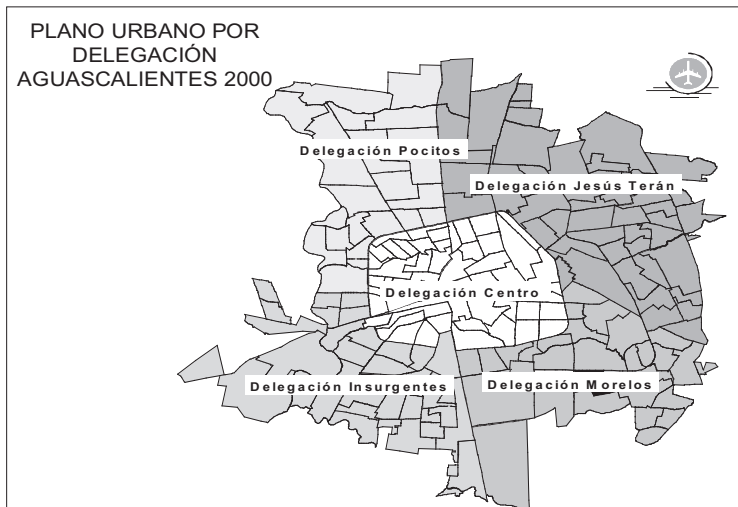 PLANO URBANO POR
DELEGACIÓN
AGUASCALIENTES 2000
Delegación Pocitos
Delegación Jesús Terán
Delegación Centro
Delegación Insurgentes
Delegación Morelos